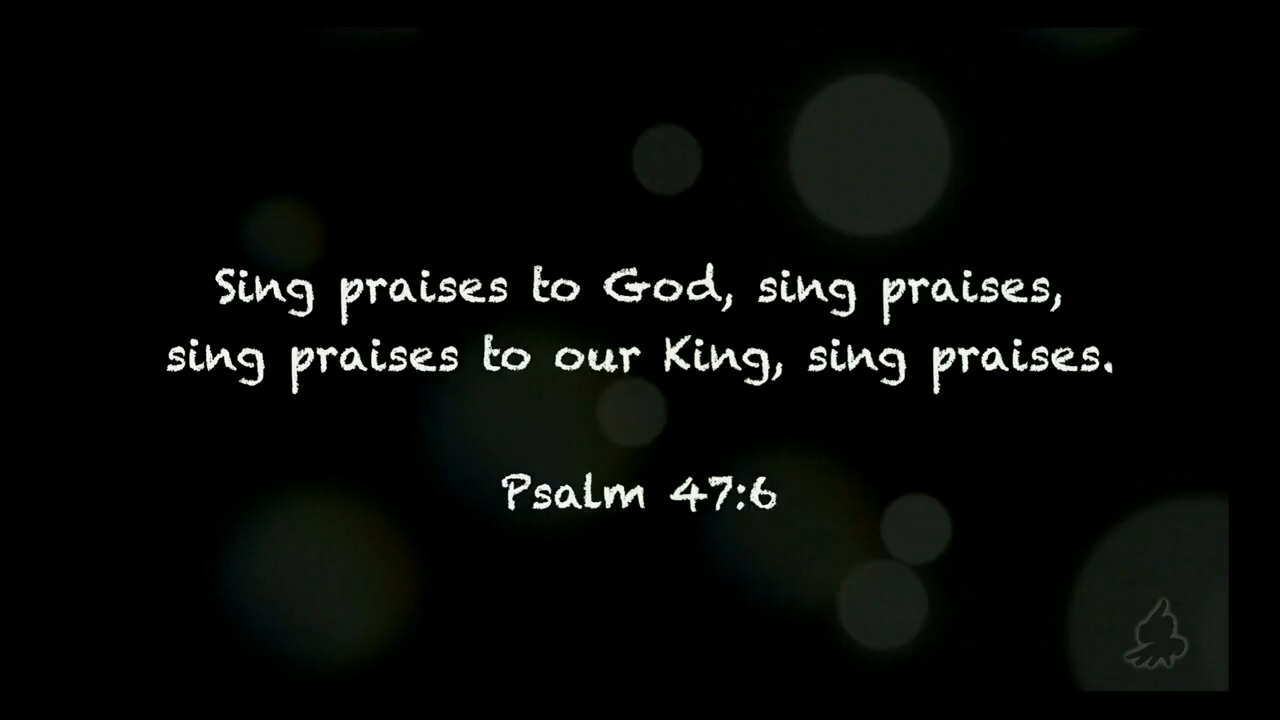 Sing praises to God, sing praises,
sing praises to our King, sing praises.
Psalm 47:6